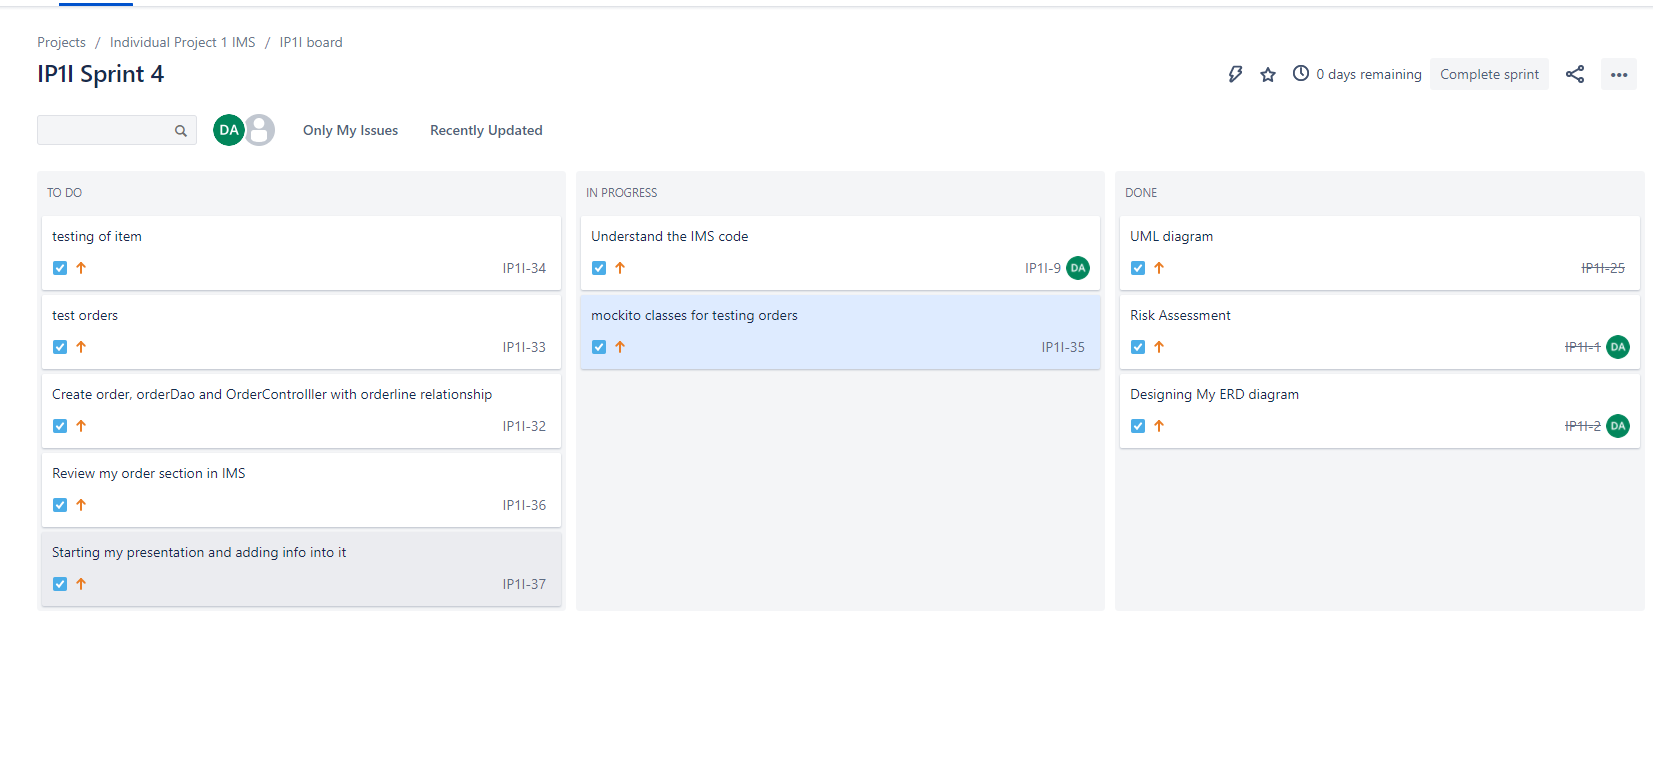 Projects / Individual Project 1 IMS / IP1I board
IP1I Sprint 4
0 days remaining
Complete sprint
DA
Only My Issues
Recently Updated
TO DO
testing of item
IP1I-34
test orders
IP1I-33
Create order, orderDao and OrderControlller with orderline relationship
IP1I-32
Review my order section in IMS
IP1I-36
Starting my presentation and adding info into it
IP1I-37
IN PROGRESS
Understand the IMS code
IP1I-9 DA
mockito classes for testing orders
IP1I-35
DONE
UML diagram
IP1I-25
Risk Assessment
IP1I-1 DA
Designing My ERD diagram
IP1I-2 DA